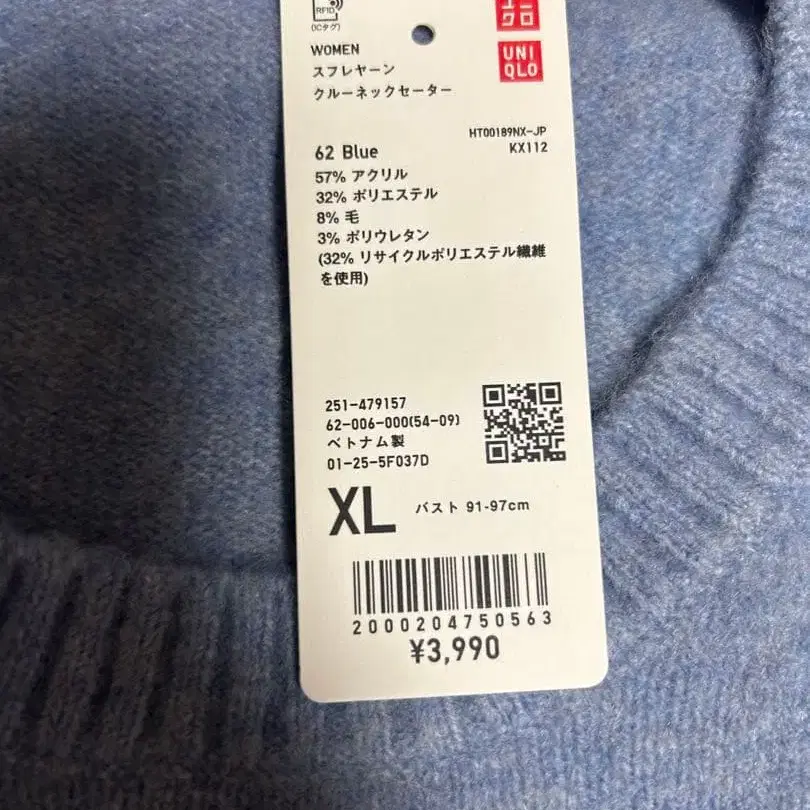 RFID
(ICタグ)
ユニ
クロ
UNI
QLO
WOMEN
スフレヤーン
クルーネックセーター
HT00189NX-JP
KX112
62 Blue
57% アクリル
32% ポリエステル
8% 毛
3% ポリウレタン
(32% リサイクルポリエステル繊維
を使用)
251-479157
62-006-000(54-09)
ベトナム製
01-25-5F037D
XL バスト 91-97cm
2000204750563
¥3,990